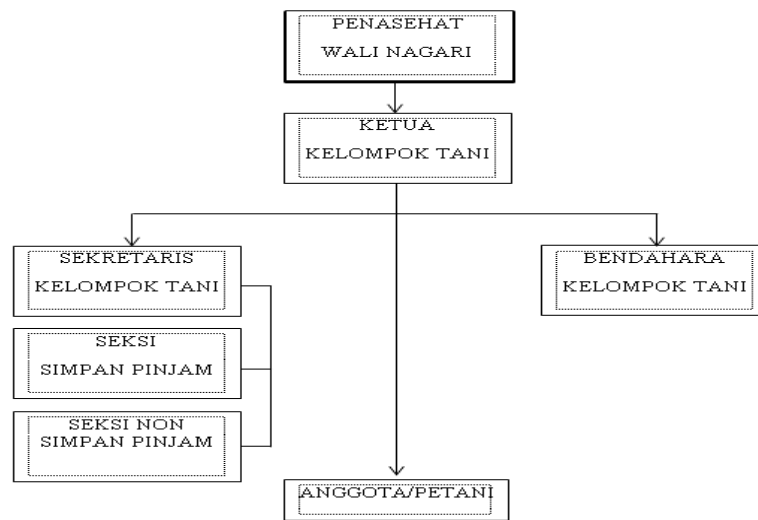 PENASEHAT
WALI NAGARI
KETUA
KELOMPOK TANI
SEKRETARIS
KELOMPOK TANI
BENDAHARA
KELOMPOK TANI
SEKSI
SIMPAN PINJAM
SEKSI NON
SIMPAN PINJAM
ANGGOTA/PETANI